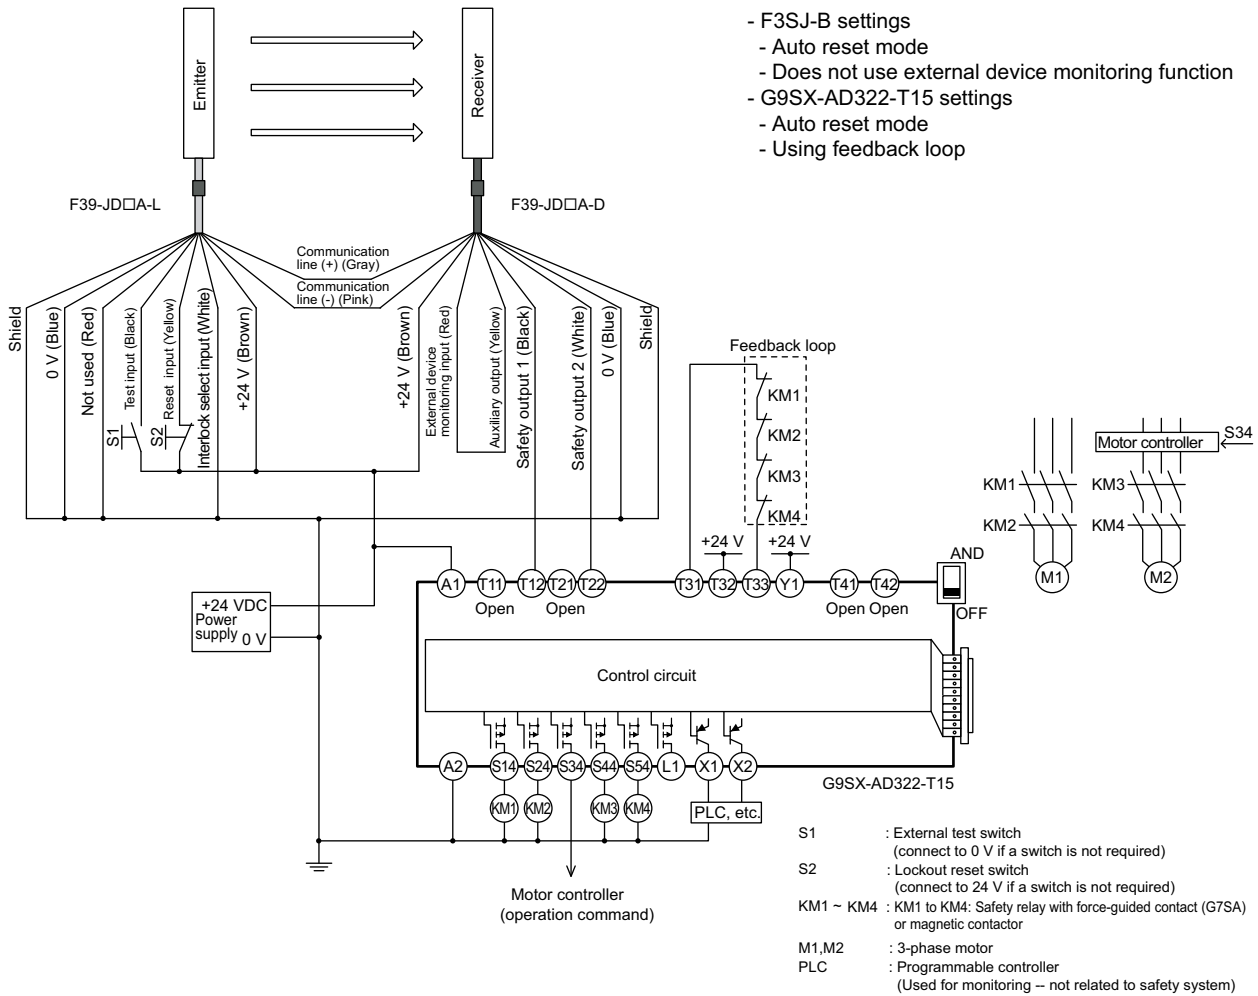 - F3SJ-B settings
- Auto reset mode
- Does not use external device monitoring function
- G9SX-AD322-T15 settings
- Auto reset mode
- Using feedback loop
Emitter
Receiver
F39-JD□A-L
F39-JD□A-D
Communication
line (+) (Gray)
Communication
line (-) (Pink)
Shield
0 V (Blue)
Not used (Red)
Test input (Black)
Reset input (Yellow)
Interlock select input (White)
+24 V (Brown)
+24 V (Brown)
External device
monitoring input (Red)
Auxiliary output (Yellow)
Safety output 1 (Black)
Safety output 2 (White)
0 V (Blue)
Shield
S1
S2
Feedback loop
KM1
KM2
KM3
KM4
+24 V
+24 V
Motor controller
S34
KM1
KM2
KM3
KM4
M1
M2
A1
T11
T12
T21
T22
T31
T32
T33
Y1
T41
T42
Open
Open
Open
Open
AND
OFF
+24 VDC
Power
supply 0 V
Control circuit
A2
S14
S24
S34
S44
S54
L1
X1
X2
G9SX-AD322-T15
KM1
KM2
KM3
KM4
PLC, etc.
Motor controller
(operation command)
S1 : External test switch
(connect to 0 V if a switch is not required)
S2 : Lockout reset switch
(connect to 24 V if a switch is not required)
KM1 ~ KM4 : KM1 to KM4: Safety relay with force-guided contact (G7SA)
or magnetic contactor
M1,M2 : 3-phase motor
PLC : Programmable controller
(Used for monitoring -- not related to safety system)